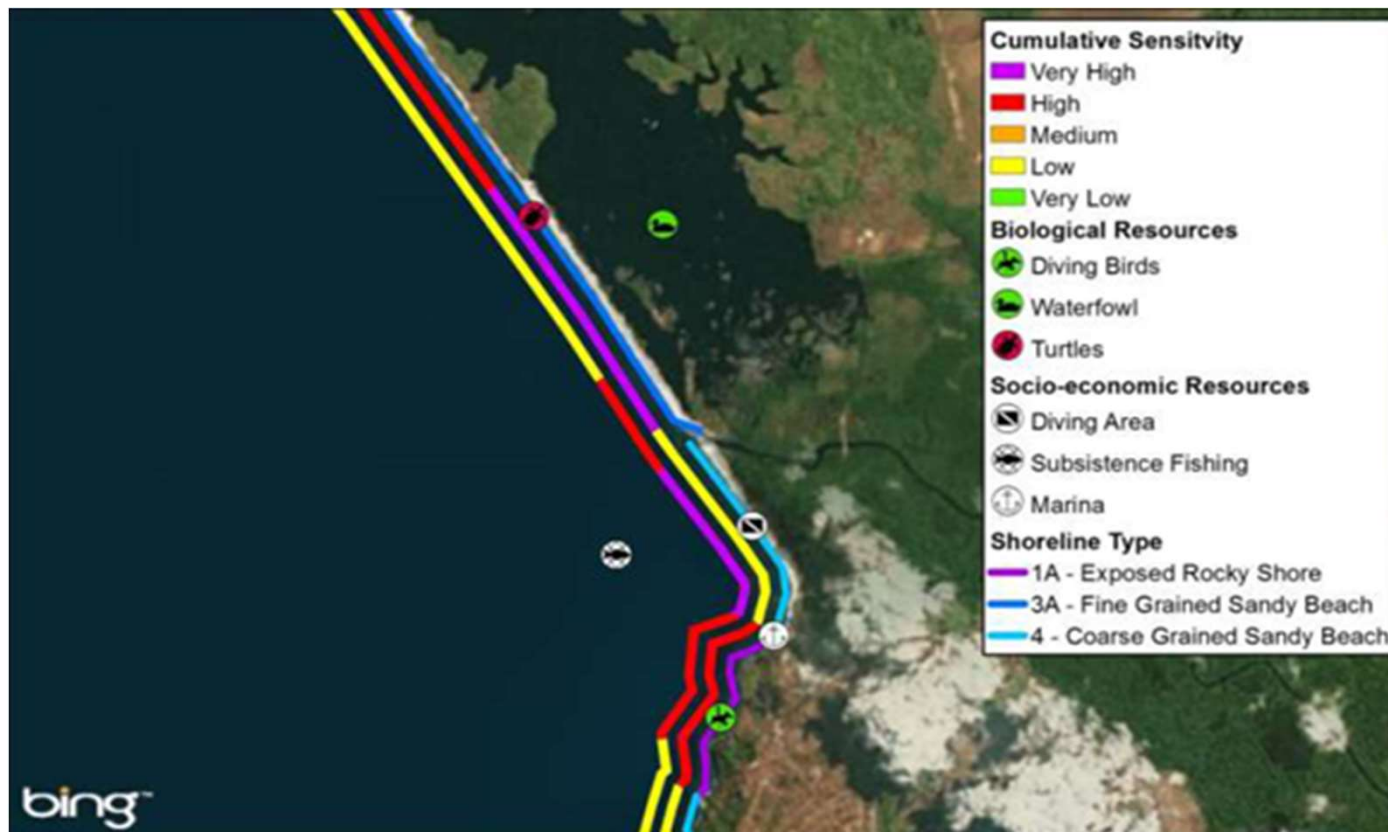 Cumulative Sensitvity
Very High
High
Medium
Low
Very Low
Biological Resources
Diving Birds
Waterfowl
Turtles
Socio-economic Resources
Diving Area
Subsistence Fishing
Marina
Shoreline Type
1A - Exposed Rocky Shore
3A - Fine Grained Sandy Beach
4 - Coarse Grained Sandy Beach
bing™